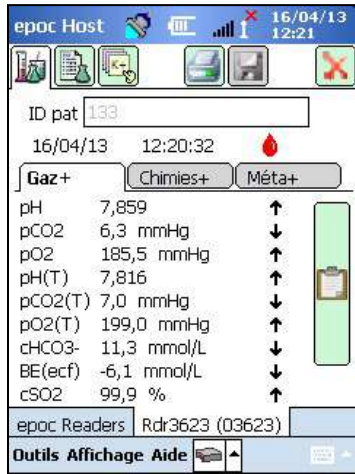 epoc Host 16/04/13 12:21
ID pat 133
16/04/13 12:20:32
Gaz+ Chimies+ Méta+
pH 7,859 ↑
pCO2 6,3 mmHg ↓
pO2 185,5 mmHg ↑
pH(T) 7,816 ↑
pCO2(T) 7,0 mmHg ↓
pO2(T) 199,0 mmHg ↑
cHCO3- 11,3 mmol/L ↓
BE(ecf) -6,1 mmol/L ↓
cSO2 99,9 % ↑
epoc Readers Rdr3623 (03623)
Outils Affichage Aide